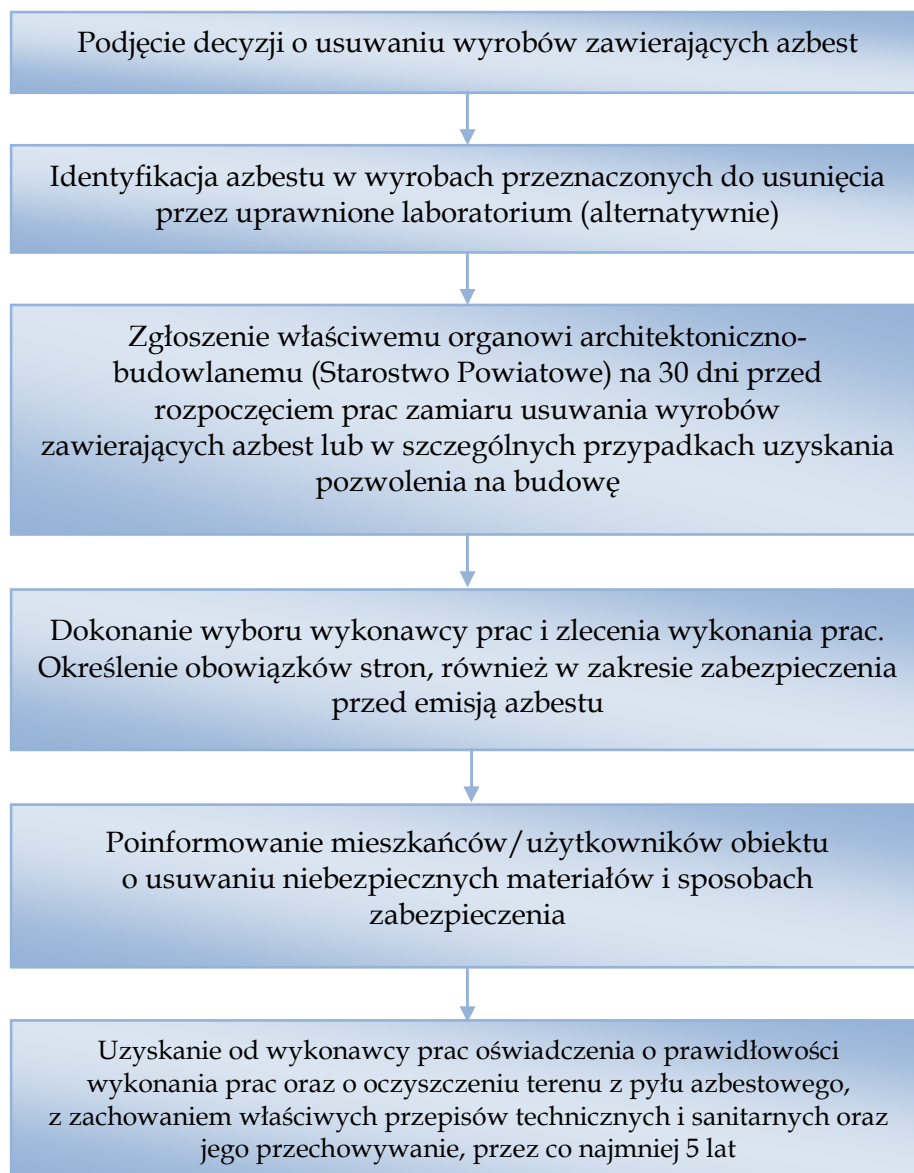 Podjęcie decyzji o usuwaniu wyrobów zawierających azbest
Identyfikacja azbestu w wyrobach przeznaczonych do usunięcia
przez uprawnione laboratorium (alternatywnie)
Zgłoszenie właściwemu organowi architektoniczno-
budowlanemu (Starostwo Powiatowe) na 30 dni przed
rozpoczęciem prac zamiaru usuwania wyrobów
zawierających azbest lub w szczególnych przypadkach uzyskania
pozwolenia na budowę
Dokonanie wyboru wykonawcy prac i zlecenia wykonania prac.
Określenie obowiązków stron, również w zakresie zabezpieczenia
przed emisją azbestu
Poinformowanie mieszkańców/użytkowników obiektu
o usuwaniu niebezpiecznych materiałów i sposobach
zabezpieczenia
Uzyskanie od wykonawcy prac oświadczenia o prawidłowości
wykonania prac oraz o oczyszczeniu terenu z pyłu azbestowego,
z zachowaniem właściwych przepisów technicznych i sanitarnych oraz
jego przechowywanie, przez co najmniej 5 lat